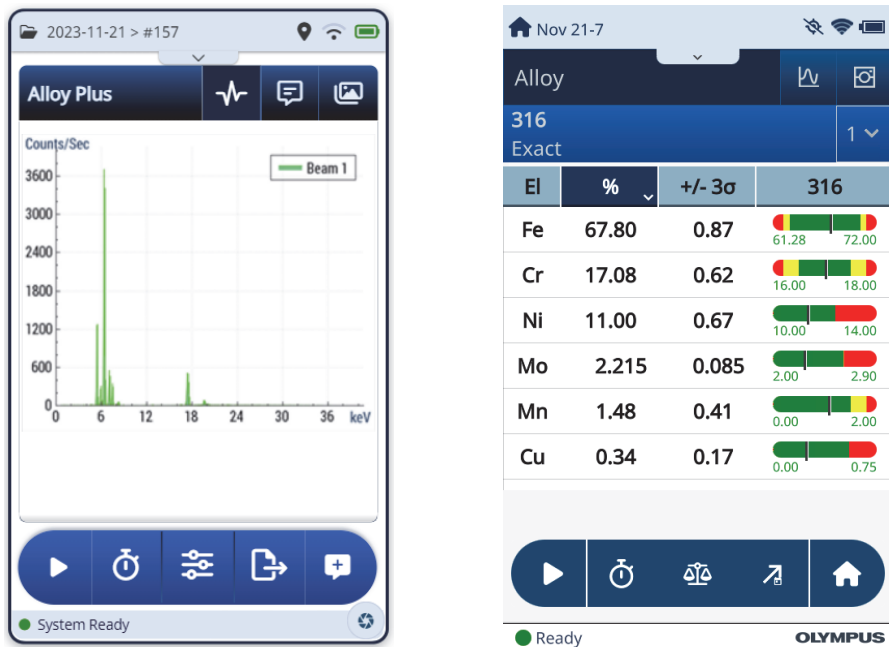 2023-11-21 > #157
Alloy Plus
Counts/Sec
Beam 1
3600
3000
2400
1800
1200
600
0
0 6 12 18 24 30 36 keV
System Ready
Nov 21-7
Alloy
316
Exact
1
El % +/- 3σ 316
Fe 67.80 0.87 61.28 72.00
Cr 17.08 0.62 16.00 18.00
Ni 11.00 0.67 10.00 14.00
Mo 2.215 0.085 2.00 2.90
Mn 1.48 0.41 0.00 2.00
Cu 0.34 0.17 0.00 0.75
Ready OLYMPUS